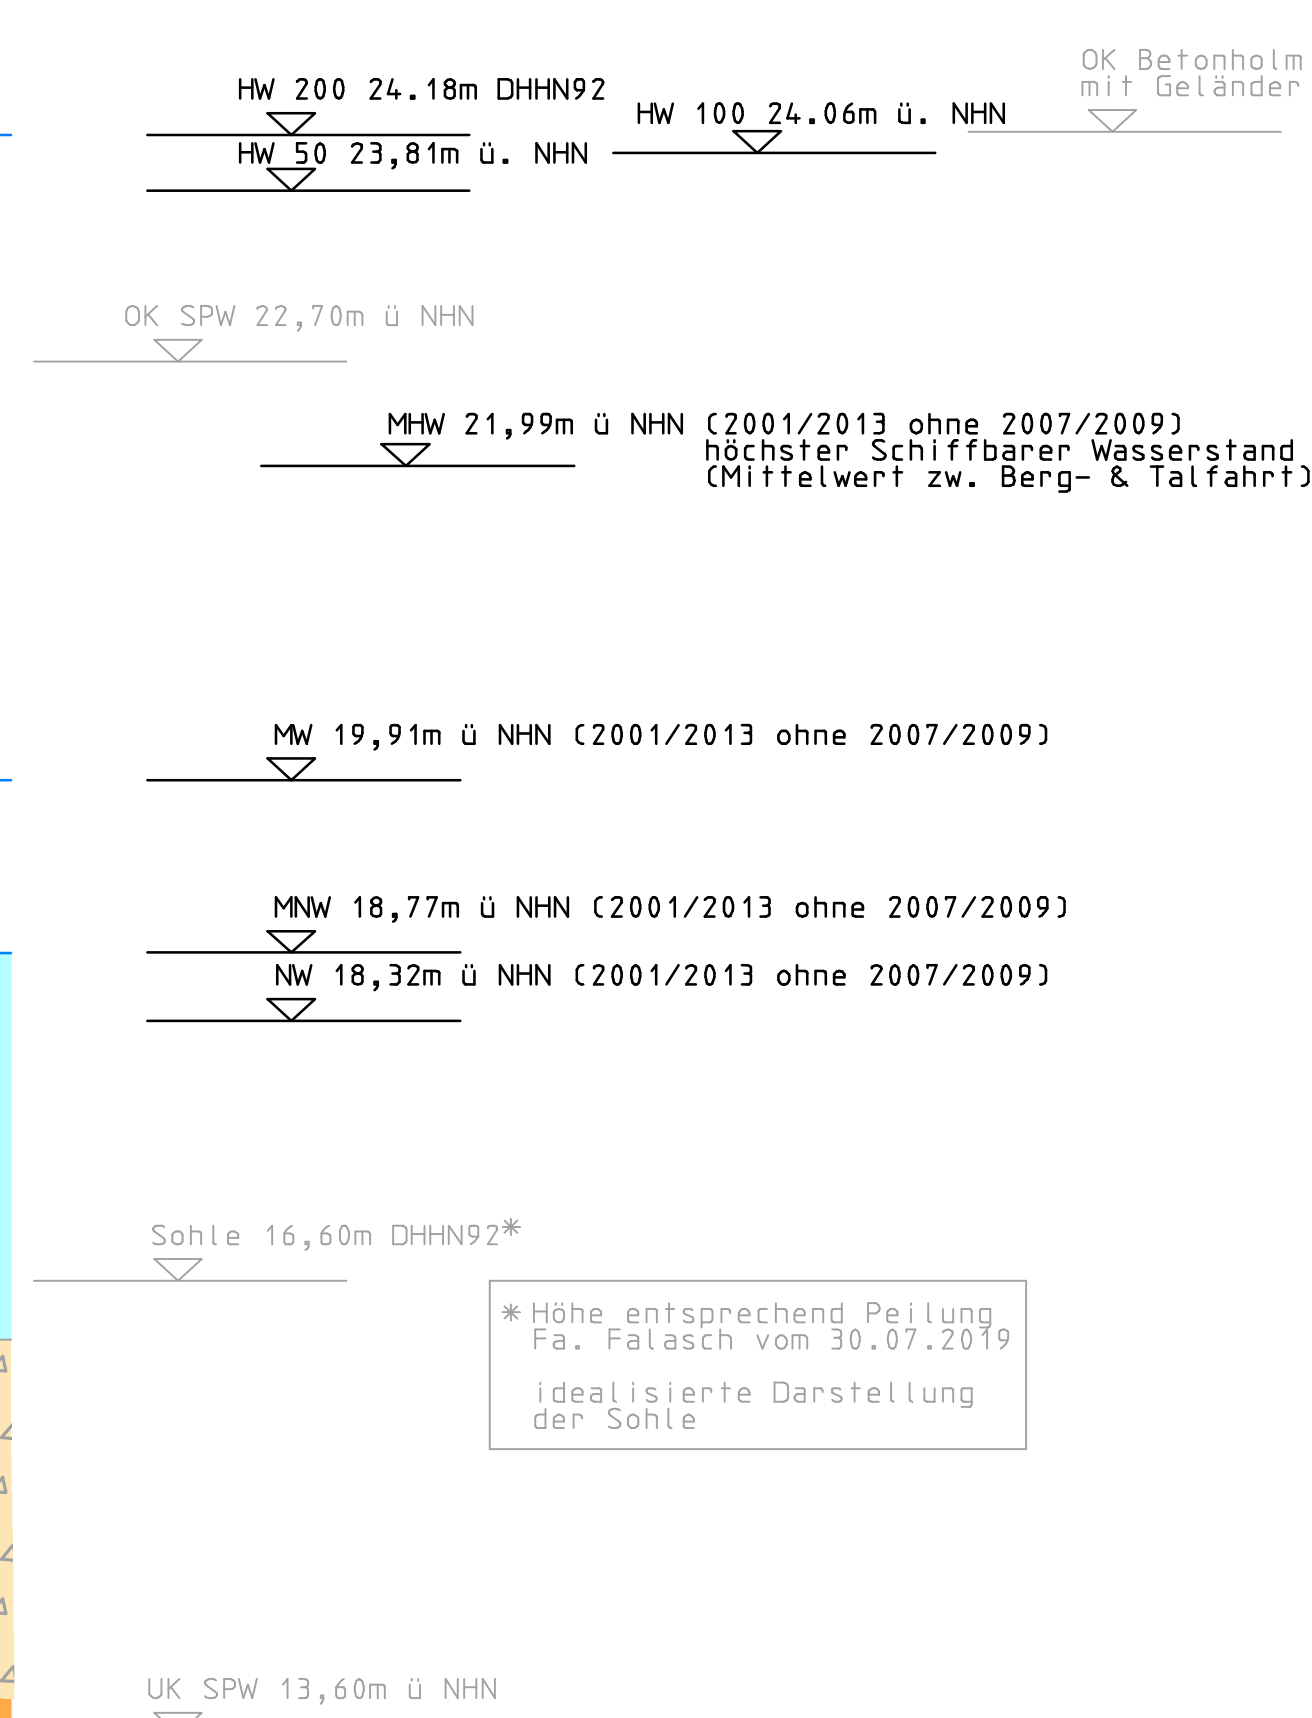 OK Betonholm
mit Geländer
HW 200 24.18m DHHN92
HW 100 24.06m ü. NHN
HW 50 23,81m ü. NHN
OK SPW 22,70m ü NHN
MHW 21,99m ü NHN (2001/2013 ohne 2007/2009)
höchster Schiffbarer Wasserstand
(Mittelwert zw. Berg- & Talfahrt)
MW 19,91m ü NHN (2001/2013 ohne 2007/2009)
MNW 18,77m ü NHN (2001/2013 ohne 2007/2009)
NW 18,32m ü NHN (2001/2013 ohne 2007/2009)
Sohle 16,60m DHHN92*
* Höhe entsprechend Peilung
Fa. Falasch vom 30.07.2019
idealisierte Darstellung
der Sohle
UK SPW 13,60m ü NHN